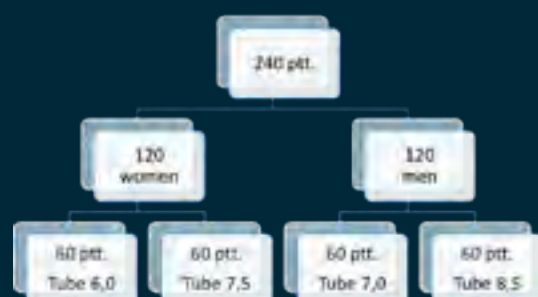 240 ptt.
120
women
120
men
60 ptt.
Tube 6,0
60 ptt.
Tube 7,5
60 ptt.
Tube 7,0
60 ptt.
Tube 8,5